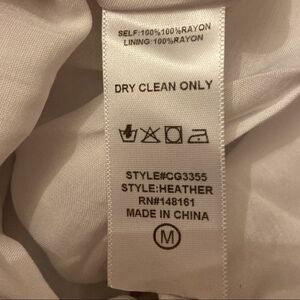 SELF:100%100%RAYON
LINING:100%RAYON
DRY CLEAN ONLY
STYLE#CG3355
STYLE:HEATHER
RN#148161
MADE IN CHINA
M